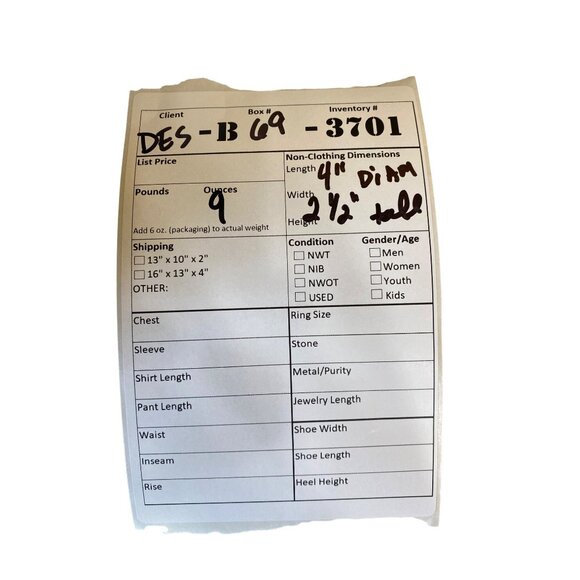 Client Box # Inventory #
DES - B 69 - 3701
List Price
Non-Clothing Dimensions
Length 4" DiAM
Pounds Ounces
9
Width
2 1/2" tall
Height
Add 6 oz. (packaging) to actual weight
Shipping
☐ 13" x 10" x 2"
☐ 16" x 13" x 4"
OTHER:
Condition Gender/Age
☐ NWT ☐ Men
☐ NIB ☐ Women
☐ NWOT ☐ Youth
☐ USED ☐ Kids
Chest
Sleeve
Shirt Length
Pant Length
Waist
Inseam
Rise
Ring Size
Stone
Metal/Purity
Jewelry Length
Shoe Width
Shoe Length
Heel Height